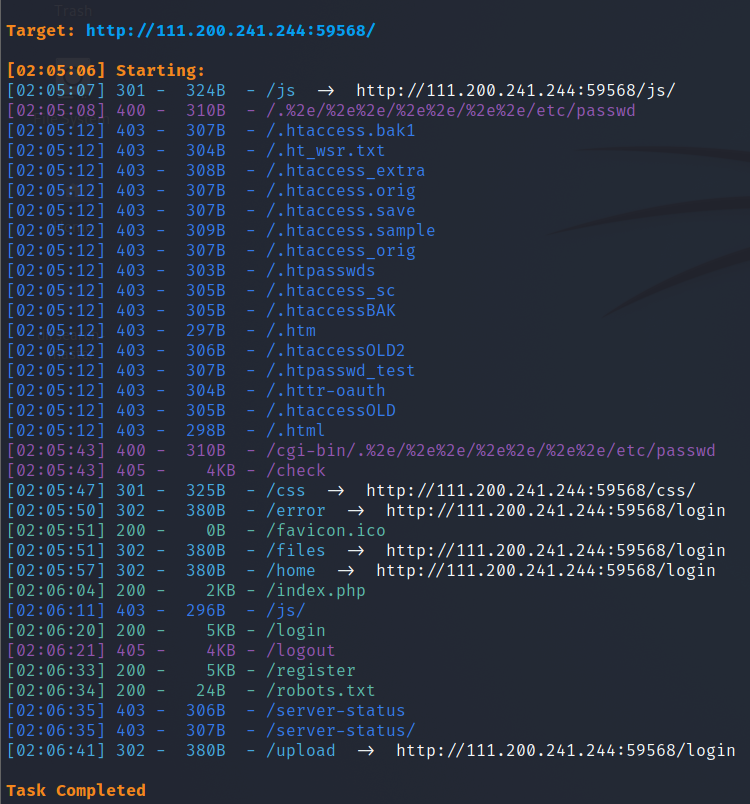 Trash
Target: http://111.200.241.244:59568/
[02:05:06] Starting:
[02:05:07] 301 - 324B - /js -> http://111.200.241.244:59568/js/
[02:05:08] 400 - 310B - /.%2e/%2e%2e/%2e%2e/%2e%2e/etc/passwd
[02:05:12] 403 - 307B - /.htaccess.bak1
[02:05:12] 403 - 304B - /.ht_wsr.txt
[02:05:12] 403 - 308B - /.htaccess_extra
[02:05:12] 403 - 307B - /.htaccess.orig
[02:05:12] 403 - 307B - /.htaccess.save
[02:05:12] 403 - 309B - /.htaccess.sample
[02:05:12] 403 - 307B - /.htaccess_orig
[02:05:12] 403 - 303B - /.htpasswds
[02:05:12] 403 - 305B - /.htaccess_sc
[02:05:12] 403 - 305B - /.htaccessBAK
[02:05:12] 403 - 297B - /.htm
[02:05:12] 403 - 306B - /.htaccessOLD2
[02:05:12] 403 - 307B - /.htpasswd_test
[02:05:12] 403 - 304B - /.httr-oauth
[02:05:12] 403 - 305B - /.htaccessOLD
[02:05:12] 403 - 298B - /.html
[02:05:43] 400 - 310B - /cgi-bin/.%2e/%2e%2e/%2e%2e/%2e%2e/etc/passwd
[02:05:43] 405 - 4KB - /check
[02:05:47] 301 - 325B - /css -> http://111.200.241.244:59568/css/
[02:05:50] 302 - 380B - /error -> http://111.200.241.244:59568/login
[02:05:51] 200 - 0B - /favicon.ico
[02:05:51] 302 - 380B - /files -> http://111.200.241.244:59568/login
[02:05:57] 302 - 380B - /home -> http://111.200.241.244:59568/login
[02:06:04] 200 - 2KB - /index.php
[02:06:11] 403 - 296B - /js/
[02:06:20] 200 - 5KB - /login
[02:06:21] 405 - 4KB - /logout
[02:06:33] 200 - 5KB - /register
[02:06:34] 200 - 24B - /robots.txt
[02:06:35] 403 - 306B - /server-status
[02:06:35] 403 - 307B - /server-status/
[02:06:41] 302 - 380B - /upload -> http://111.200.241.244:59568/login
Task Completed